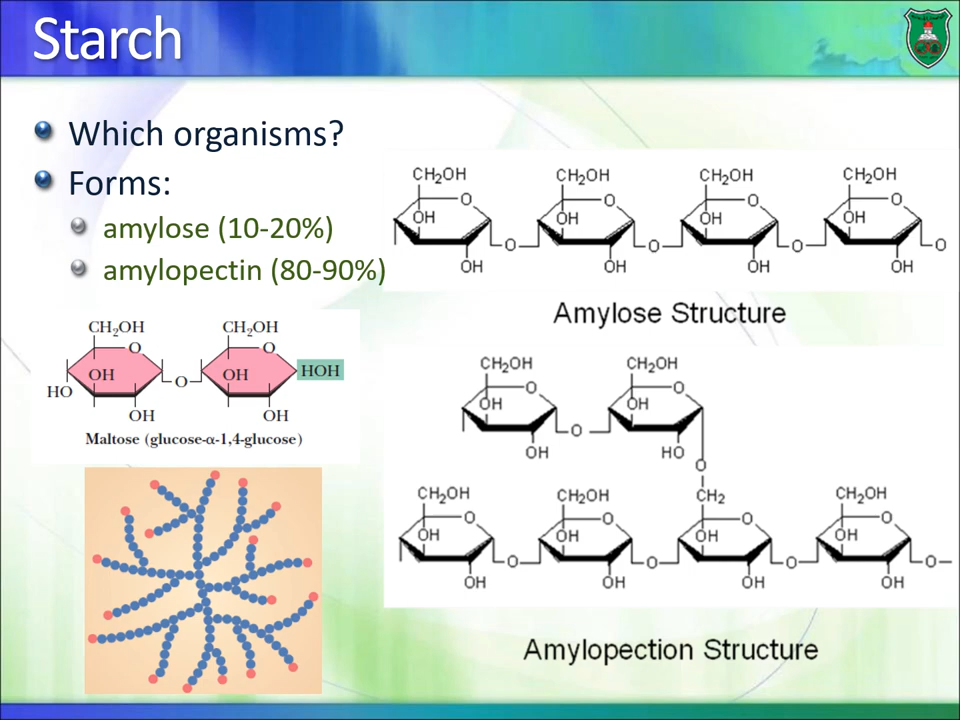 Starch
Which organisms?
Forms:
amylose (10-20%)
amylopectin (80-90%)
CH₂OH CH₂OH CH₂OH CH₂OH
O O O O
OH OH OH OH
O O O O
OH OH OH OH
Amylose Structure
CH₂OH CH₂OH
O O
OH OH HOH
HO O
OH OH
Maltose (glucose-α-1,4-glucose)
CH₂OH CH₂OH
O O
OH OH
O
OH HO
O
CH₂OH CH₂OH CH₂ CH₂OH
O O O O
OH OH OH OH
O O O O
OH OH OH OH
Amylopection Structure